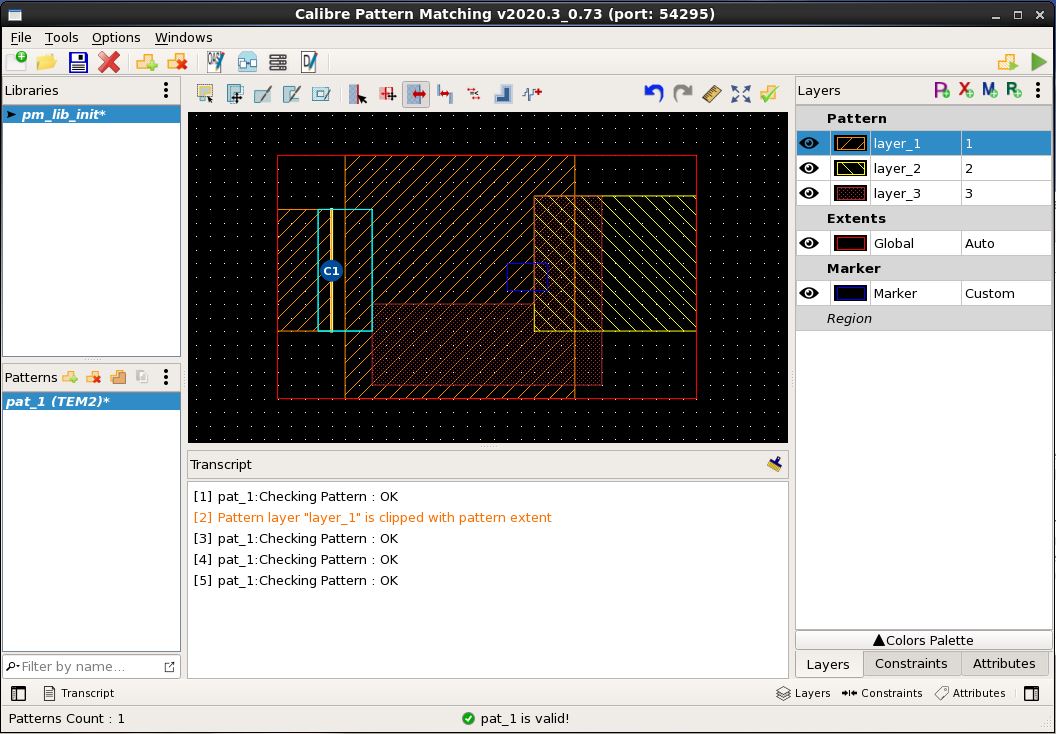 Calibre Pattern Matching v2020.3_0.73 (port: 54295)
File Tools Options Windows
Libraries
pm_lib_init*
Patterns
pat_1 (TEM2)*
Filter by name...
C1
Transcript
[1] pat_1:Checking Pattern : OK
[2] Pattern layer "layer_1" is clipped with pattern extent
[3] pat_1:Checking Pattern : OK
[4] pat_1:Checking Pattern : OK
[5] pat_1:Checking Pattern : OK
Layers
P X M R
Pattern
layer_1 1
layer_2 2
layer_3 3
Extents
Global Auto
Marker
Marker Custom
Region
Colors Palette
Layers Constraints Attributes
Transcript Layers Constraints Attributes
Patterns Count : 1 pat_1 is valid!